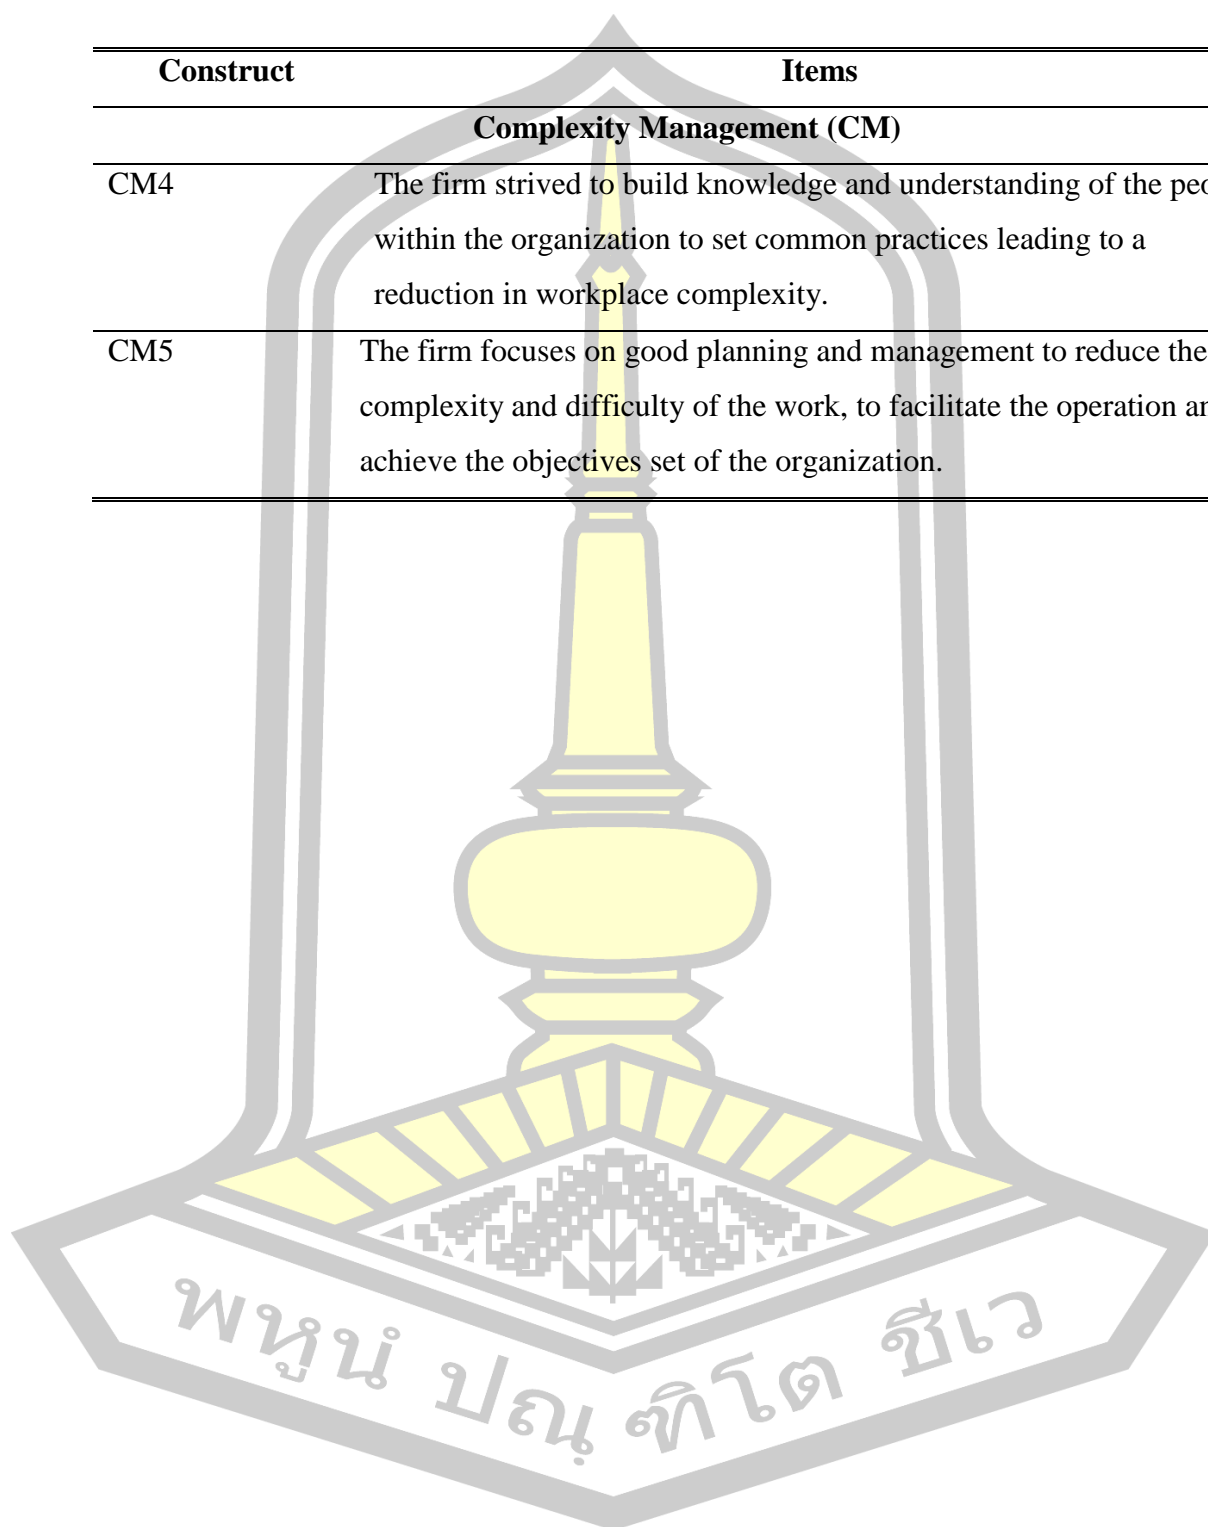 Construct Items
Complexity Management (CM)
CM4 The firm strived to build knowledge and understanding of the
within the organization to set common practices leading to a
reduction in workplace complexity.
CM5 The firm focuses on good planning and management to reduce the
complexity and difficulty of the work, to facilitate the operation
achieve the objectives set of the organization.
พหูนํ ปณฺฑิโต ชีเว